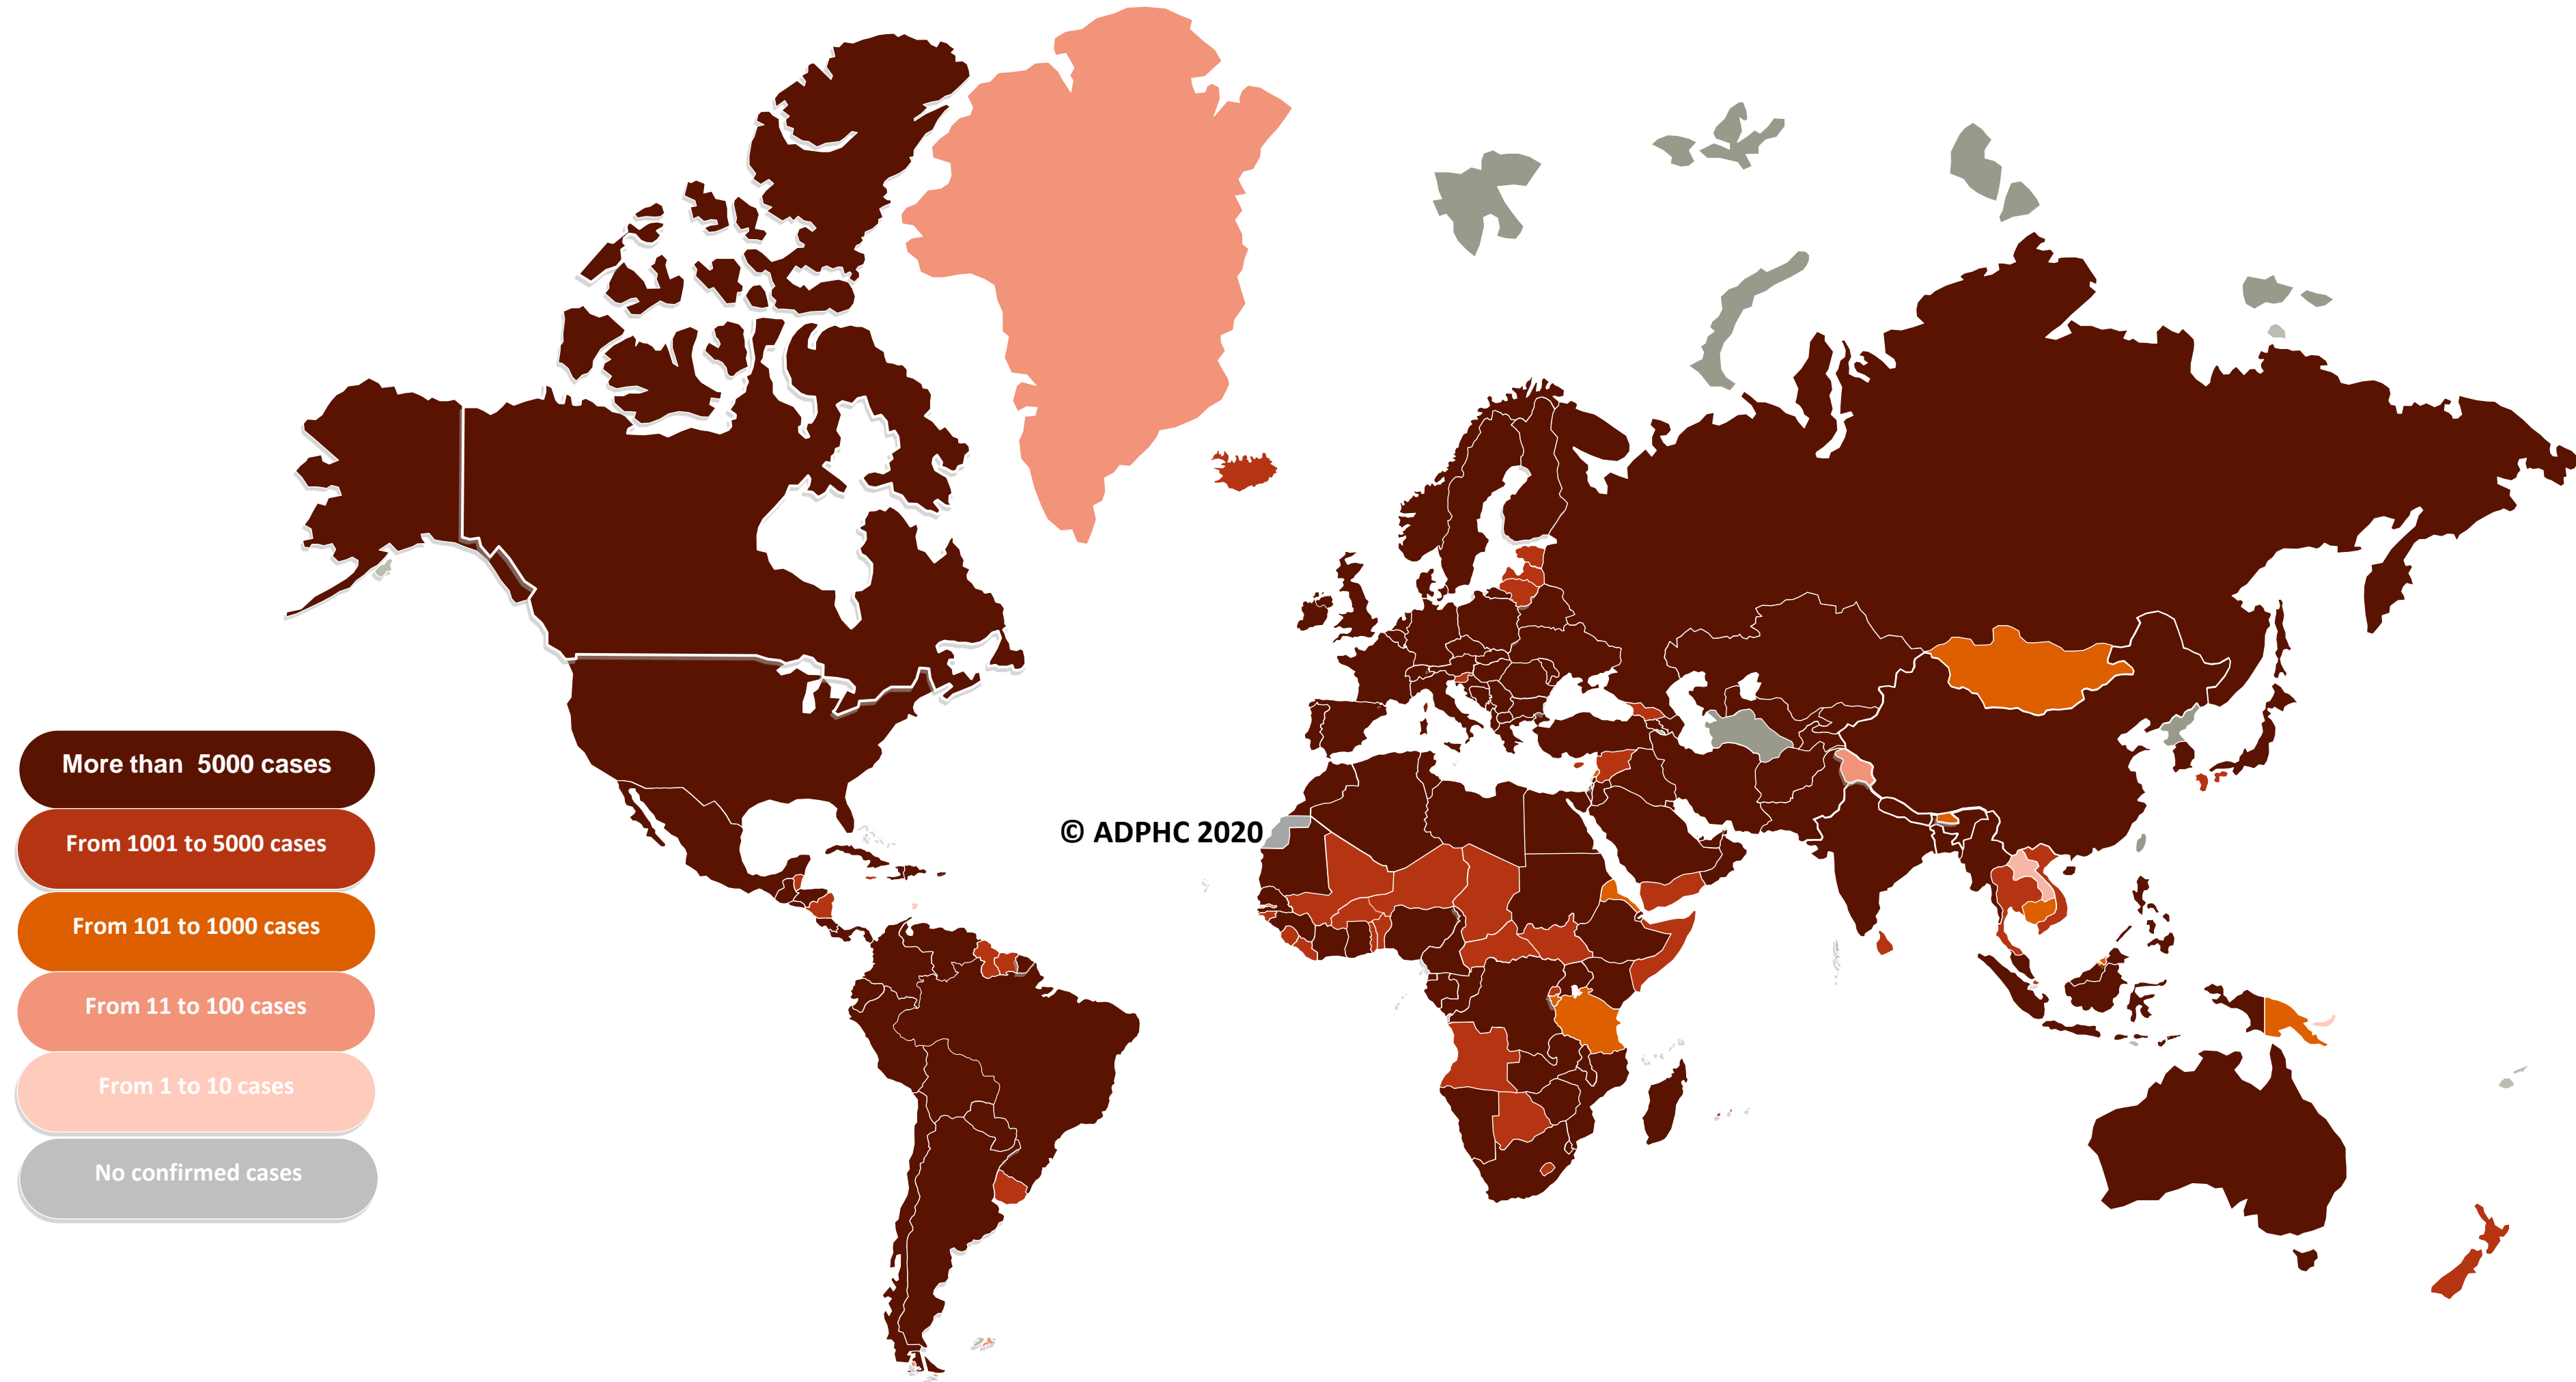 More than 5000 cases
From 1001 to 5000 cases
From 101 to 1000 cases
From 11 to 100 cases
From 1 to 10 cases
No confirmed cases
© ADPHC 2020